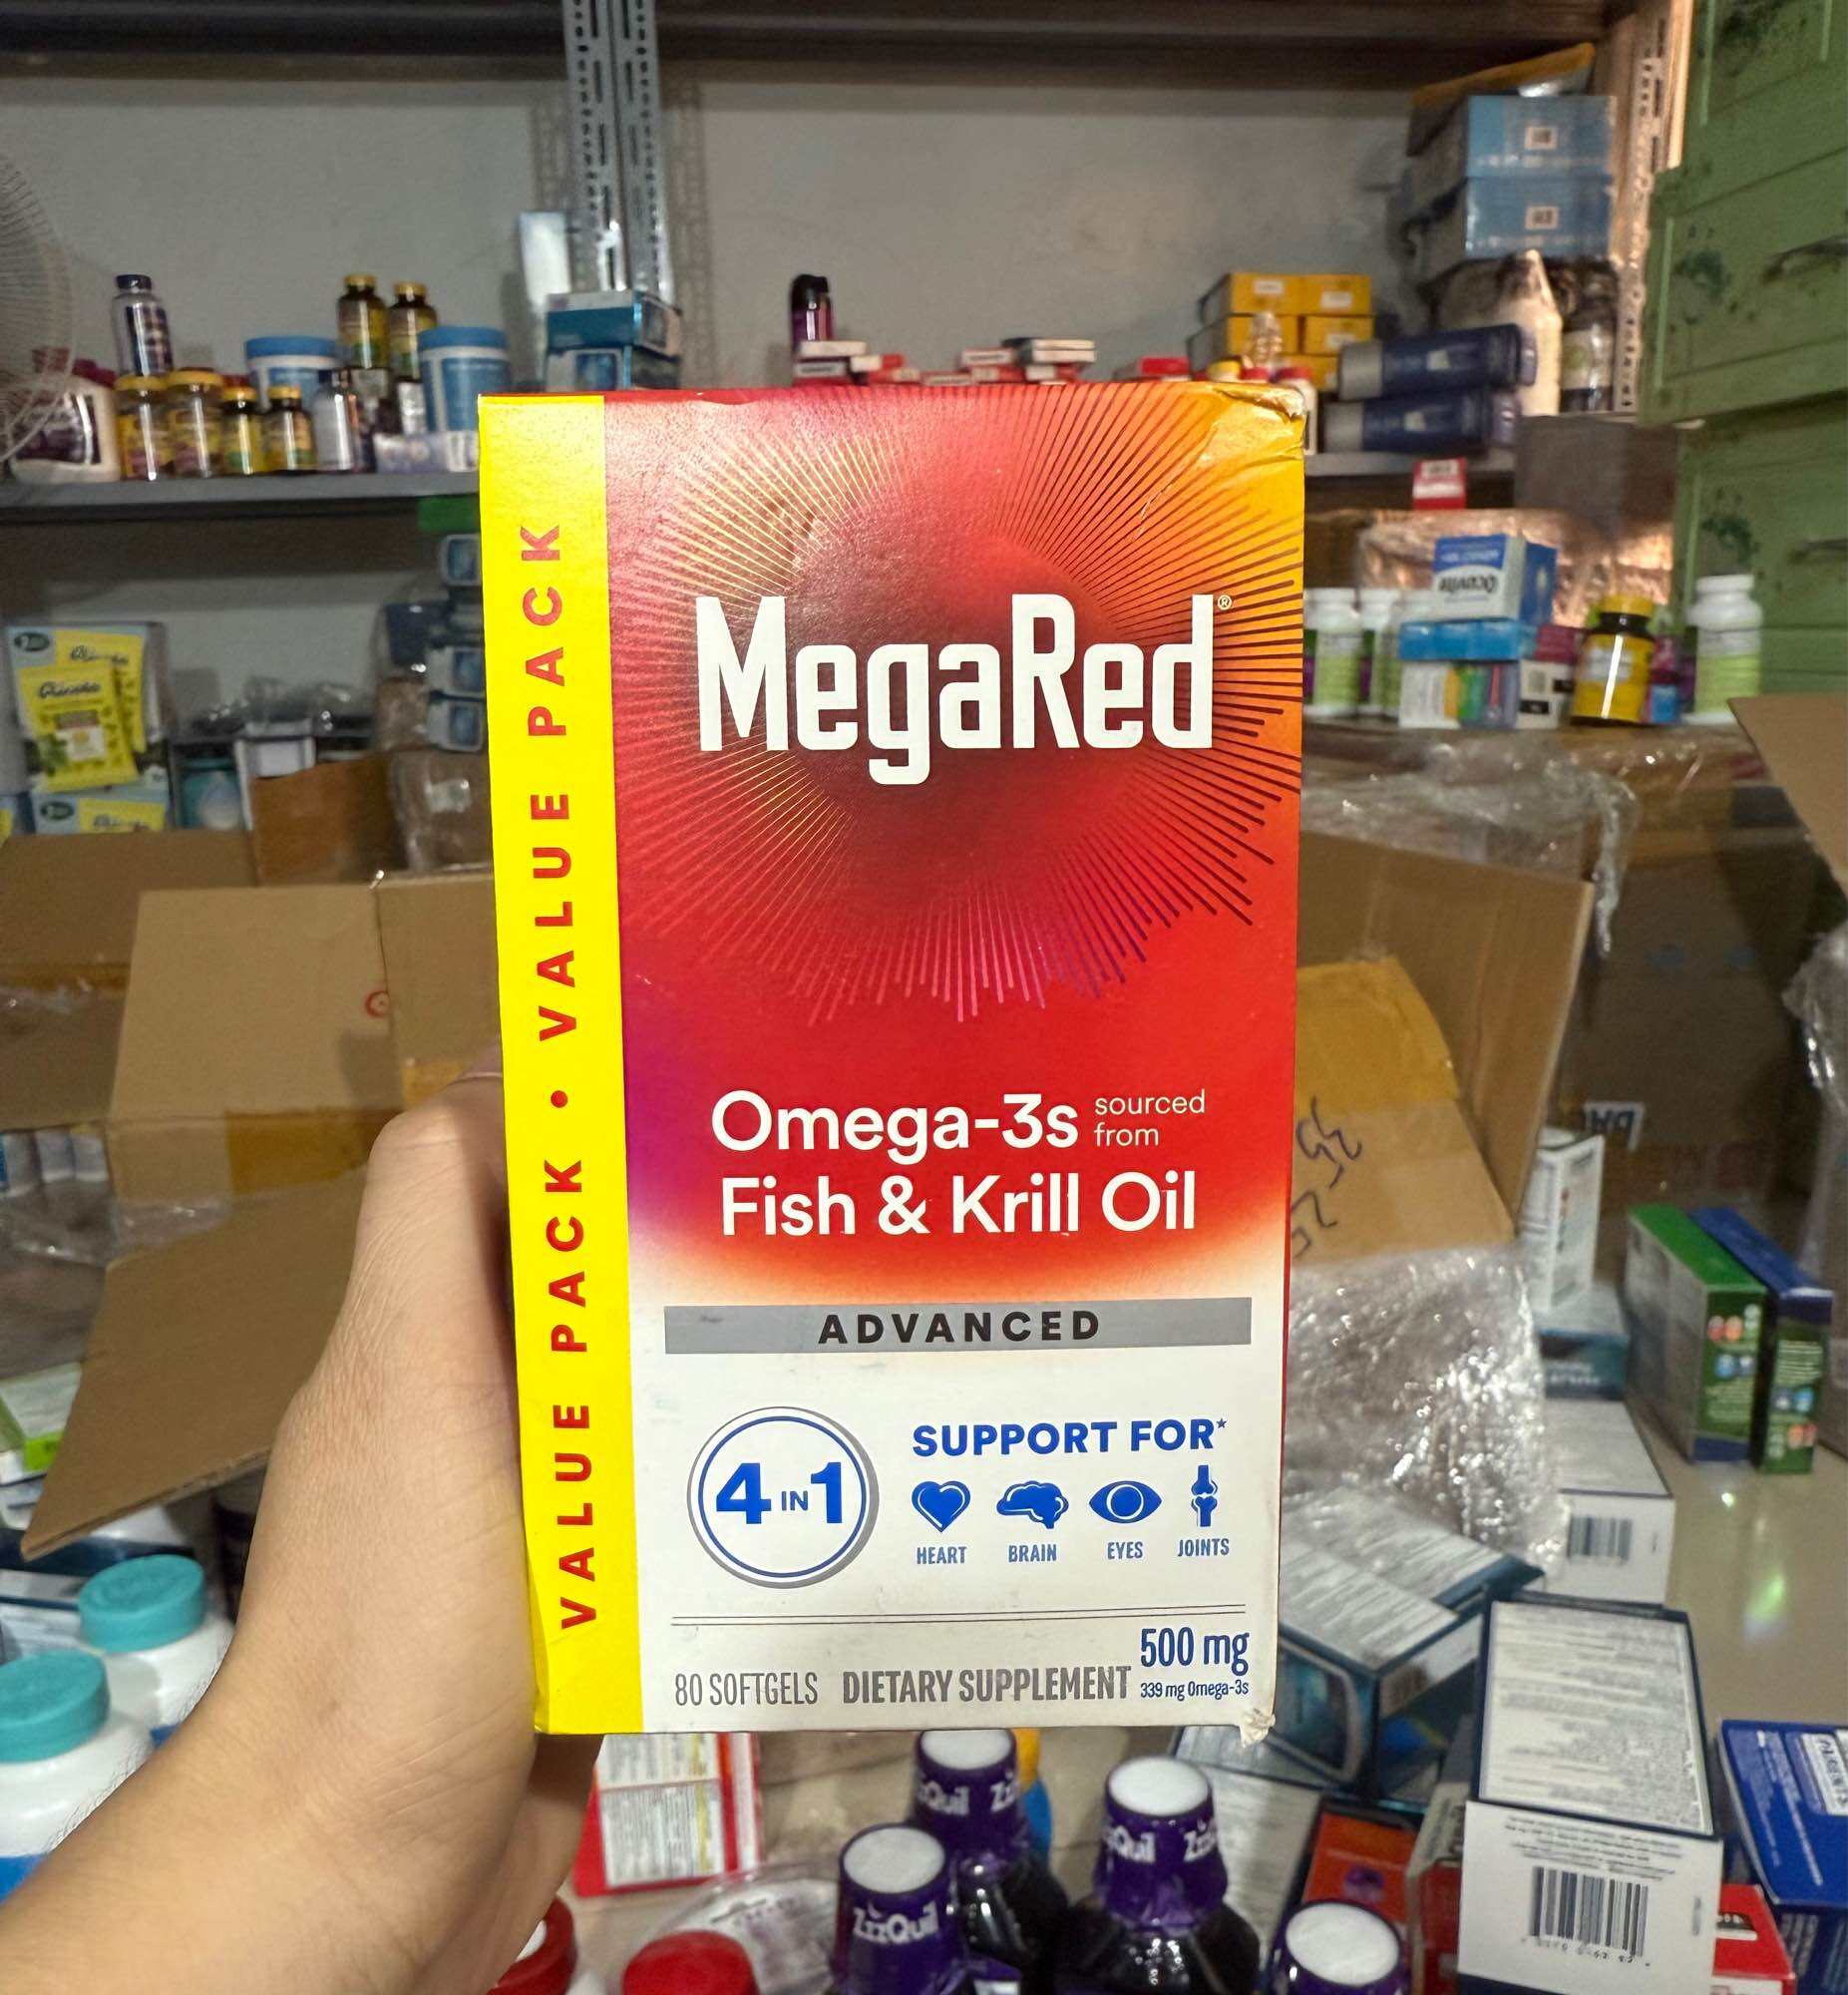 VALUE PACK • VALUE PACK
MegaRed®
Omega-3s sourced from
Fish & Krill Oil
ADVANCED
4 IN 1
SUPPORT FOR*
HEART BRAIN EYES JOINTS
80 SOFTGELS DIETARY SUPPLEMENT 500 mg
339 mg Omega-3s
Ocuvite
ZzzQuil